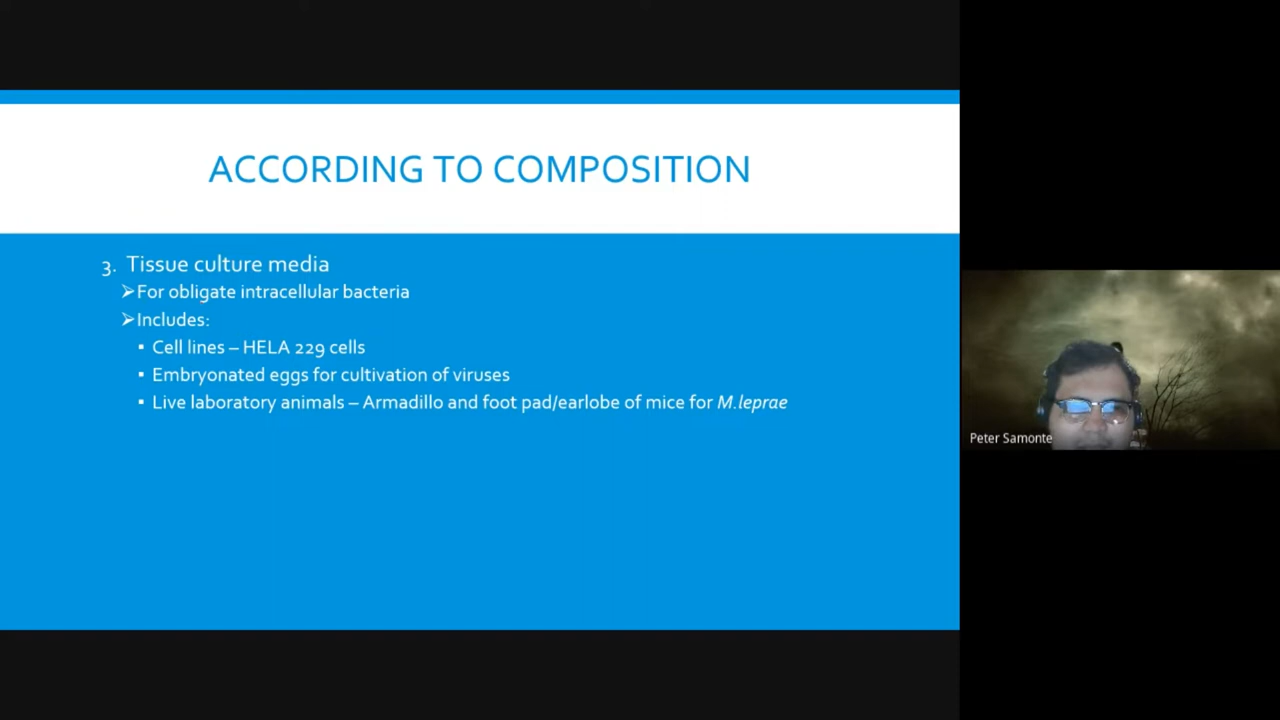 ACCORDING TO COMPOSITION
3. Tissue culture media
➢For obligate intracellular bacteria
➢Includes:
▪ Cell lines – HELA 229 cells
▪ Embryonated eggs for cultivation of viruses
▪ Live laboratory animals – Armadillo and foot pad/earlobe of mice for M.leprae
Peter Samonte